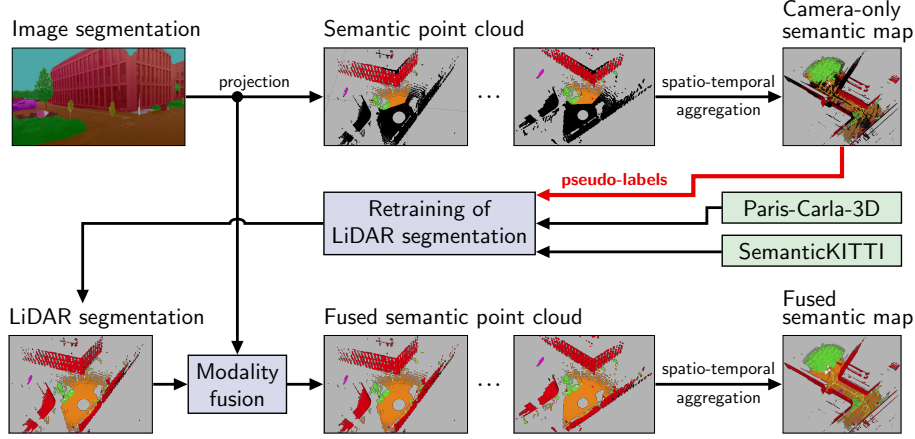 Image segmentation
Semantic point cloud
Camera-only
semantic map
projection
...
spatio-temporal
aggregation
pseudo-labels
Retraining of
LiDAR segmentation
Paris-Carla-3D
SemanticKITTI
LiDAR segmentation
Fused semantic point cloud
Fused
semantic map
Modality
fusion
...
spatio-temporal
aggregation